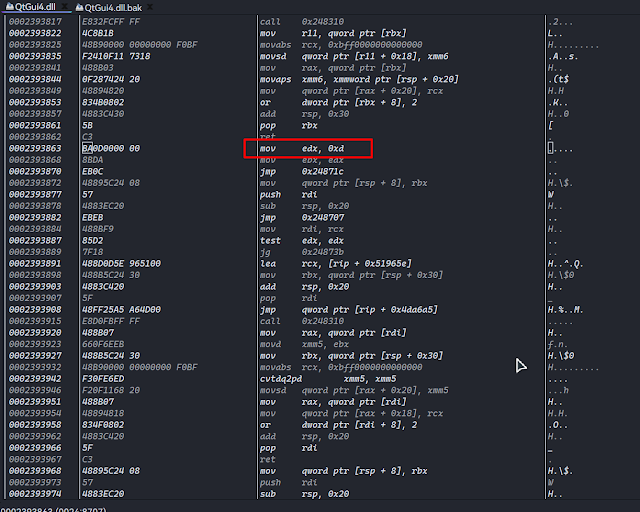 QtGui4.dll QtGui4.dll.bak
0002393817 E832FCFF FF call 0x248310 .2...
0002393822 4C8B1B mov r11, qword ptr [rbx] L..
0002393825 48B90000 00000000 F0BF movabs rcx, 0xbff0000000000000 H.........
0002393835 F2410F11 7318 movsd qword ptr [r11 + 0x18], xmm6 .A..s.
0002393841 488B03 mov rax, qword ptr [rbx] H..
0002393844 0F287424 20 movaps xmm6, xmmword ptr [rsp + 0x20] .(t$
0002393849 48894820 mov qword ptr [rax + 0x20], rcx H.H
0002393853 834B0802 or dword ptr [rbx + 8], 2 .K..
0002393857 4883C430 add rsp, 0x30 H..0
0002393861 5B pop rbx [
0002393862 C3 ret .
0002393863 BA0D0000 00 mov edx, 0xd .....
0002393868 8BDA mov ebx, edx ..
0002393870 EB0C jmp 0x24871c ..
0002393872 48895C24 08 mov qword ptr [rsp + 8], rbx H.\$.
0002393877 57 push rdi W
0002393878 4883EC20 sub rsp, 0x20 H..
0002393882 EBEB jmp 0x248707 ..
0002393884 488BF9 mov rdi, rcx H..
0002393887 85D2 test edx, edx ..
0002393889 7F18 jg 0x24873b ..
0002393891 488D0D5E 965100 lea rcx, [rip + 0x51965e] H..^.Q.
0002393898 488B5C24 30 mov rbx, qword ptr [rsp + 0x30] H.\$0
0002393903 4883C420 add rsp, 0x20 H..
0002393907 5F pop rdi _
0002393908 48FF25A5 A64D00 jmp qword ptr [rip + 0x4da6a5] H.%..M.
0002393915 E8D0FBFF FF call 0x248310 .....
0002393920 488B07 mov rax, qword ptr [rdi] H..
0002393923 660F6EEB movd xmm5, ebx f.n.
0002393927 488B5C24 30 mov rbx, qword ptr [rsp + 0x30] H.\$0
0002393932 48B90000 00000000 F0BF movabs rcx, 0xbff0000000000000 H.........
0002393942 F30FE6ED cvtdq2pd xmm5, xmm5 ....
0002393946 F20F1168 20 movsd qword ptr [rax + 0x20], xmm5 ...h
0002393951 488B07 mov rax, qword ptr [rdi] H..
0002393954 48894818 mov qword ptr [rax + 0x18], rcx H.H.
0002393958 834F0802 or dword ptr [rdi + 8], 2 .O..
0002393962 4883C420 add rsp, 0x20 H..
0002393966 5F pop rdi _
0002393967 C3 ret .
0002393968 48895C24 08 mov qword ptr [rsp + 8], rbx H.\$.
0002393973 57 push rdi W
0002393974 4883EC20 sub rsp, 0x20 H..